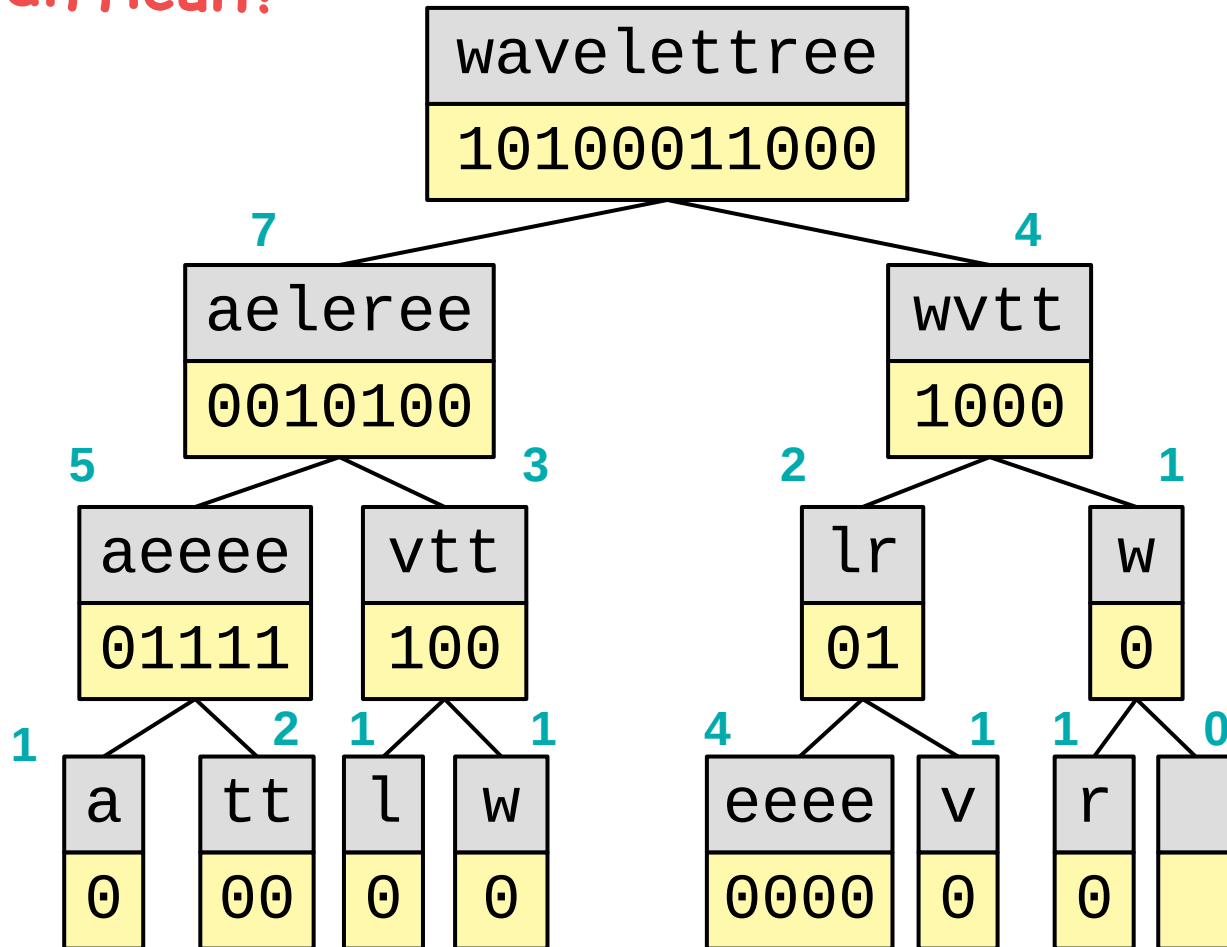 wavelettree
10100011000
7 4
aeleree wvtt
0010100 1000
5 3 2 1
aeeee vtt lr w
01111 100 01 0
1 2 1 1 4 1 1 0
a tt l w eeee v r
0 00 0 0 0000 0 0